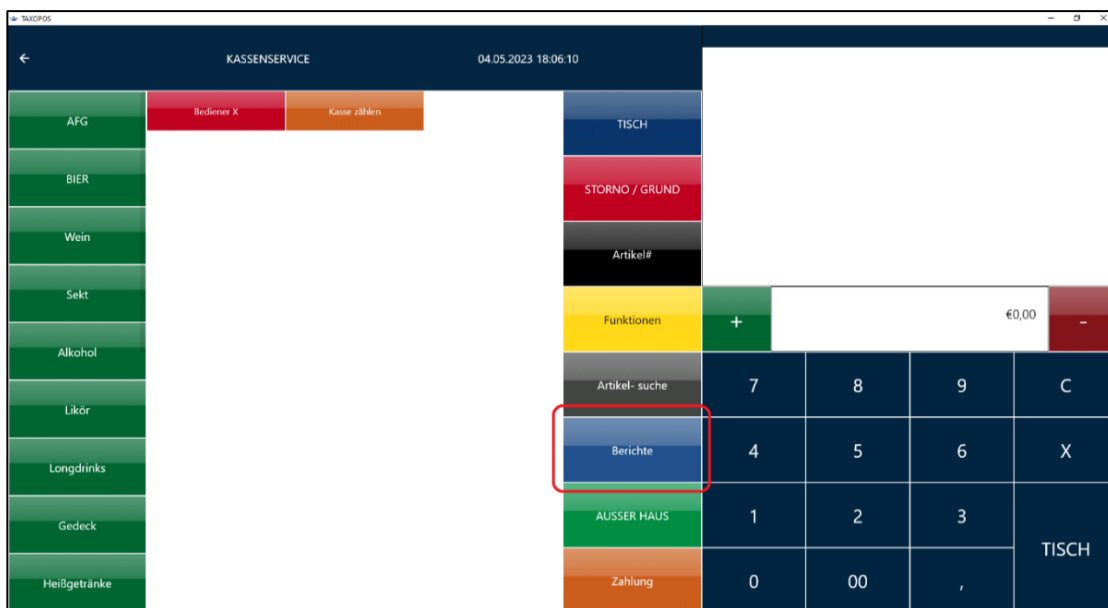 TAXOPOS
KASSENSERVICE
04.05.2023 18:06:10
AFG
BIER
Wein
Sekt
Alkohol
Likör
Longdrinks
Gedeck
Heißgetränke
Bediener X
Kasse zählen
TISCH
STORNO / GRUND
Artikel#
Funktionen
Artikel- suche
Berichte
AUSSER HAUS
Zahlung
+ €0,00 -
7 8 9 C
4 5 6 X
1 2 3
TISCH
0 00 ,